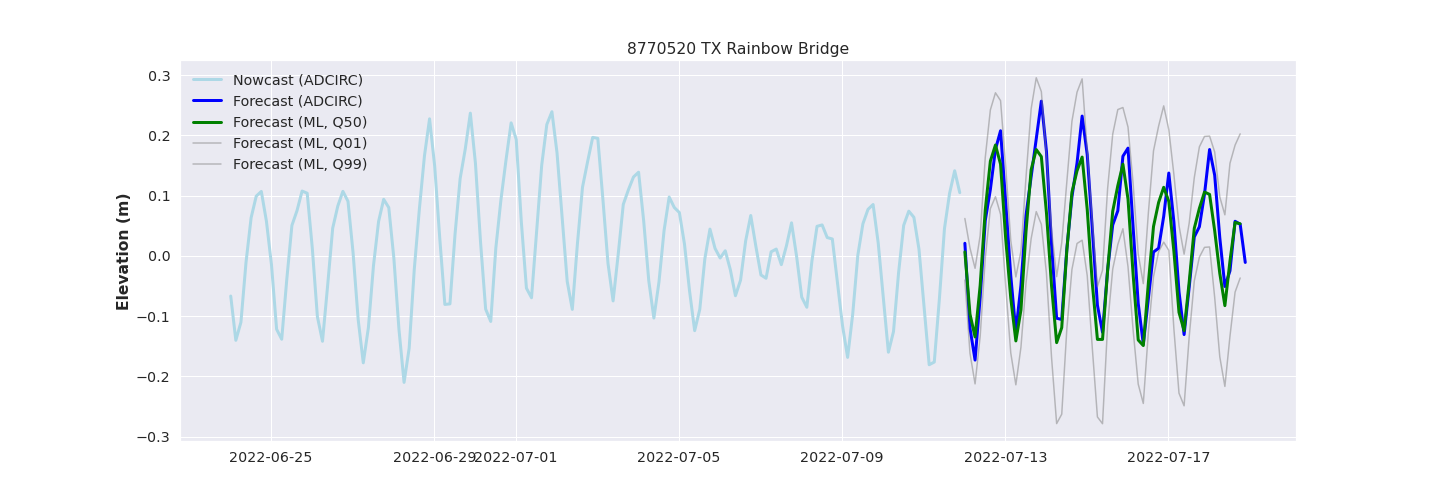 8770520 TX Rainbow Bridge
Nowcast (ADCIRC)
Forecast (ADCIRC)
Forecast (ML, Q50)
Forecast (ML, Q01)
Forecast (ML, Q99)
Elevation (m)
0.3
0.2
0.1
0.0
−0.1
−0.2
−0.3
2022-06-25 2022-06-29 2022-07-01 2022-07-05 2022-07-09 2022-07-13 2022-07-17